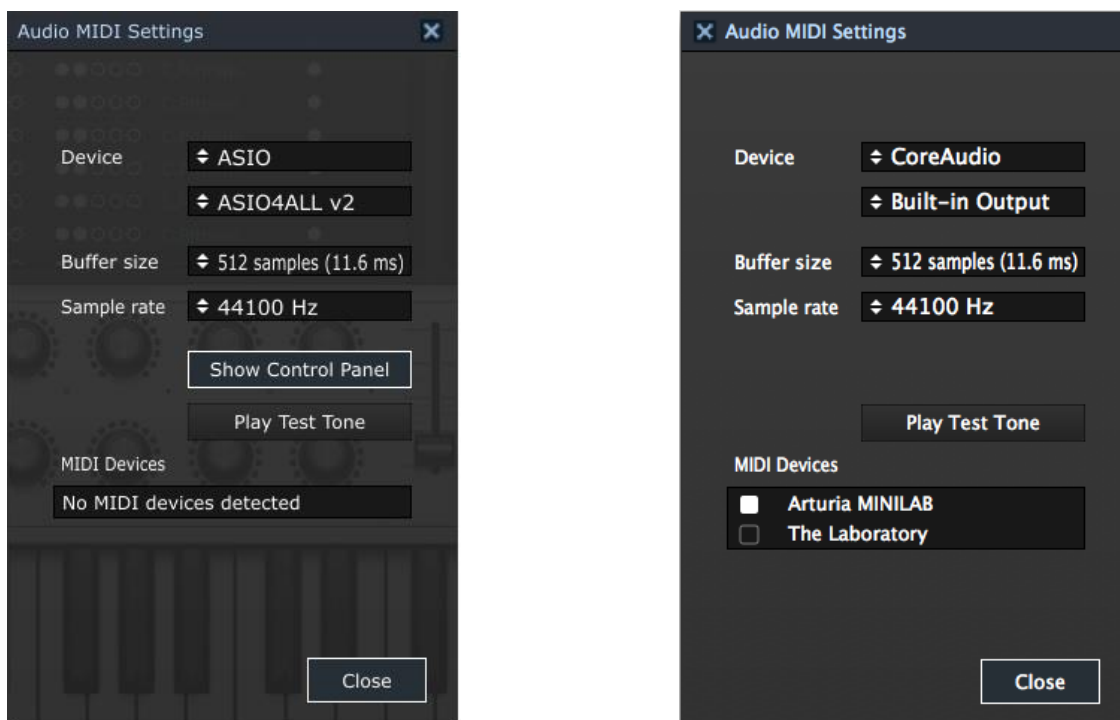 Audio MIDI Settings
Device
ASIO
ASIO4ALL v2
Buffer size
512 samples (11.6 ms)
Sample rate
44100 Hz
Show Control Panel
Play Test Tone
MIDI Devices
No MIDI devices detected
Close
Audio MIDI Settings
Device
CoreAudio
Built-in Output
Buffer size
512 samples (11.6 ms)
Sample rate
44100 Hz
Play Test Tone
MIDI Devices
Arturia MINILAB
The Laboratory
Close